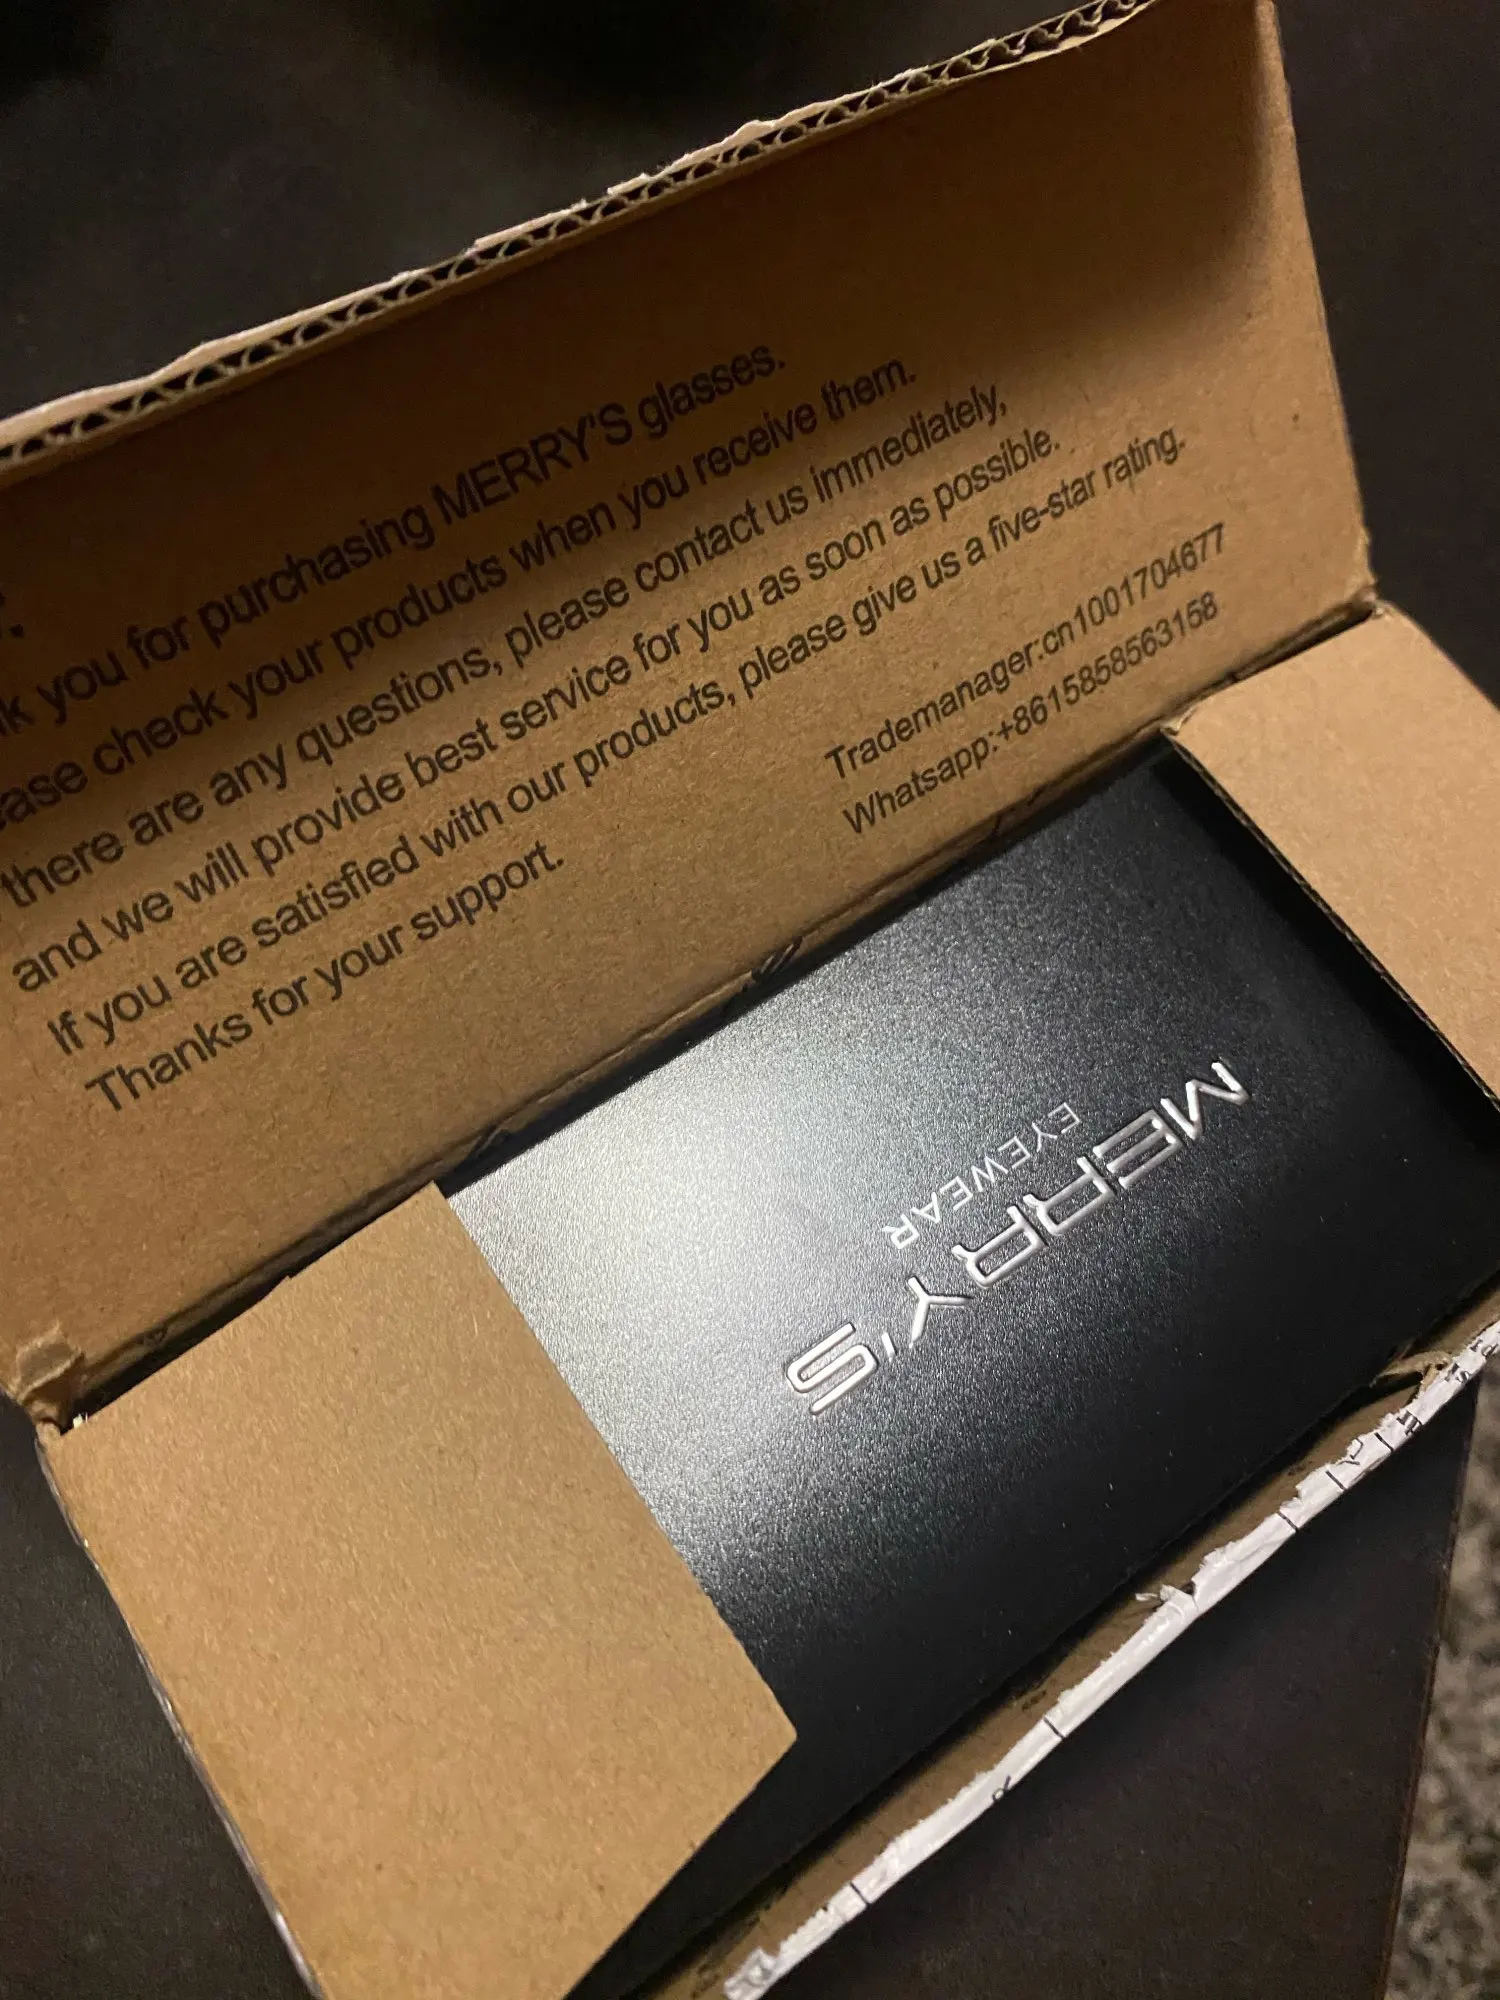 you for purchasing MERRY'S glasses.
check your products when you receive them.
there are any questions, please contact us immediately,
and we will provide best service for you as soon as possible.
If you are satisfied with our products, please give us a five-star rating.
Thanks for your support.
Trademanager:cn1001704677
Whatsapp:+8615858563158
MERRY'S
EYEWEAR